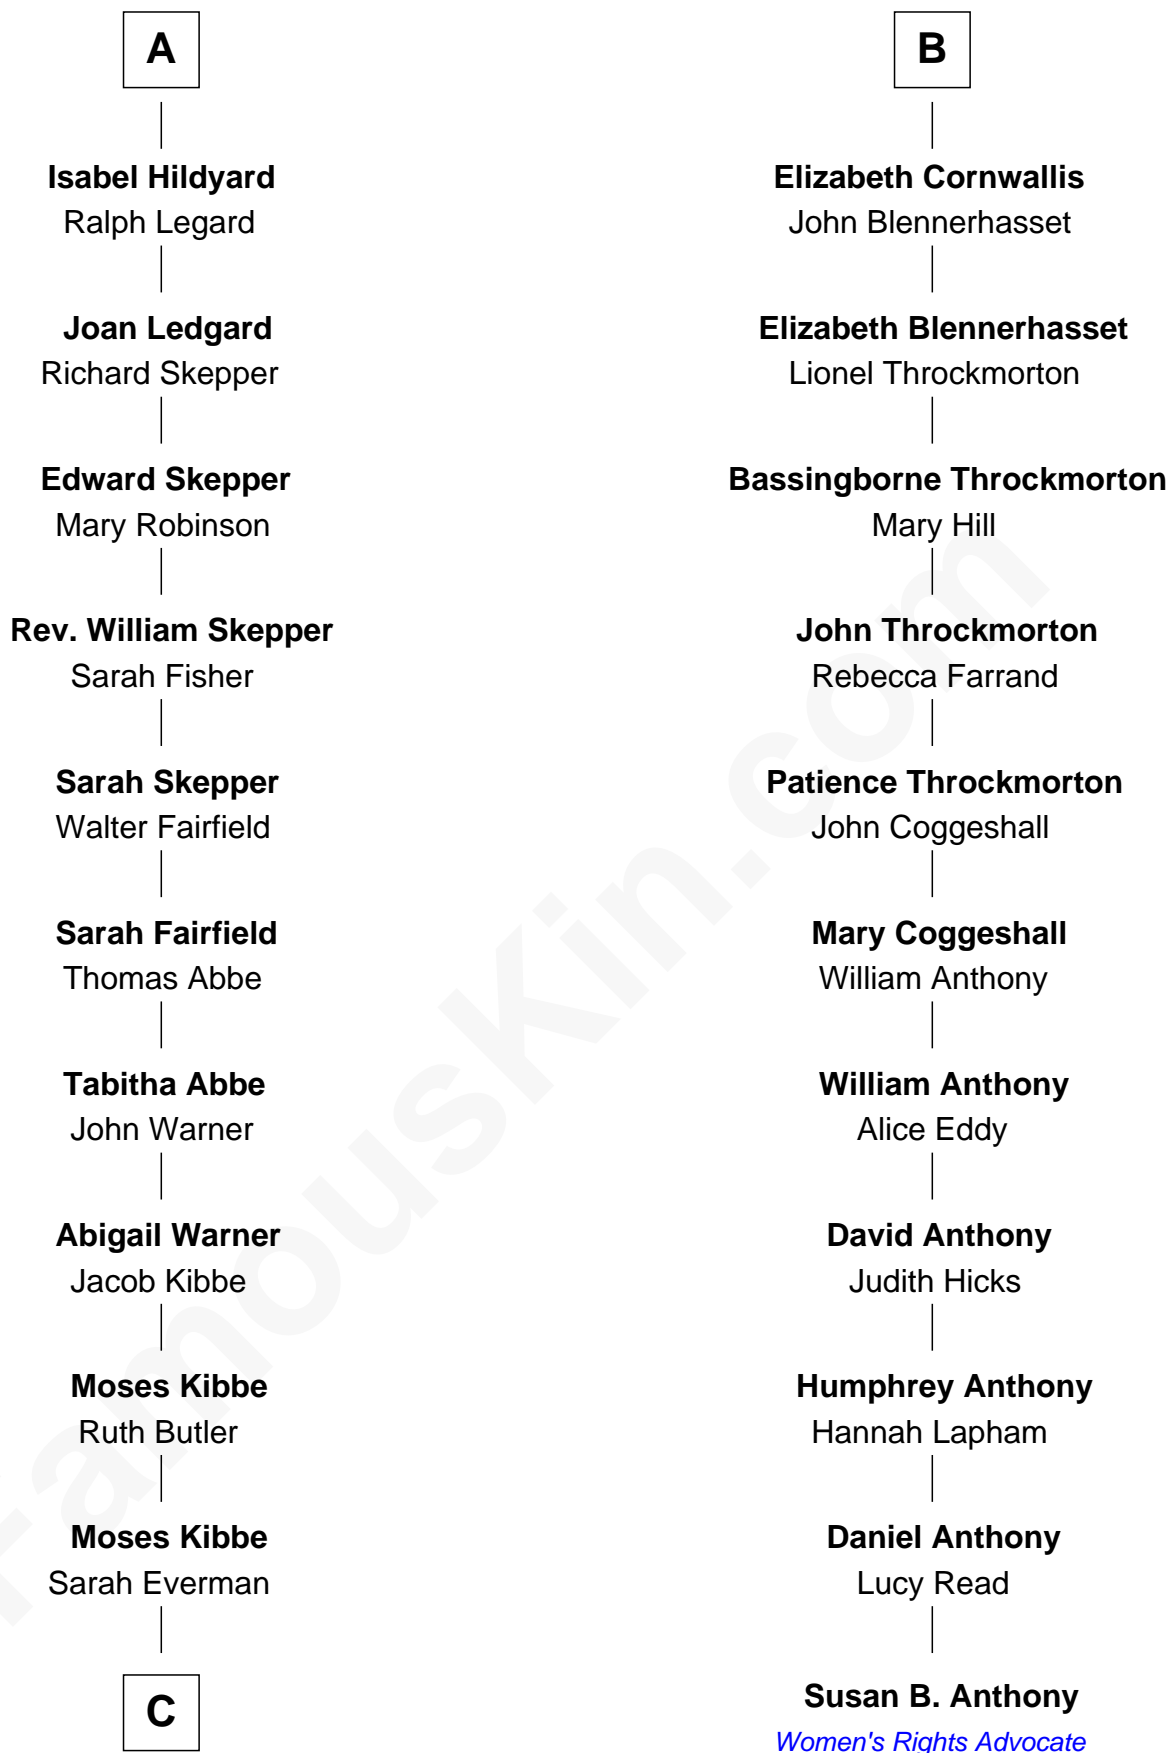 A
Isabel Hildyard
Ralph Legard
Joan Ledgard
Richard Skepper
Edward Skepper
Mary Robinson
Rev. William Skepper
Sarah Fisher
Sarah Skepper
Walter Fairfield
Sarah Fairfield
Thomas Abbe
Tabitha Abbe
John Warner
Abigail Warner
Jacob Kibbe
Moses Kibbe
Ruth Butler
Moses Kibbe
Sarah Everman
C
B
Elizabeth Cornwallis
John Blennerhasset
Elizabeth Blennerhasset
Lionel Throckmorton
Bassingborne Throckmorton
Mary Hill
John Throckmorton
Rebecca Farrand
Patience Throckmorton
John Coggeshall
Mary Coggeshall
William Anthony
William Anthony
Alice Eddy
David Anthony
Judith Hicks
Humphrey Anthony
Hannah Lapham
Daniel Anthony
Lucy Read
Susan B. Anthony
Women's Rights Advocate
FamousKin.com